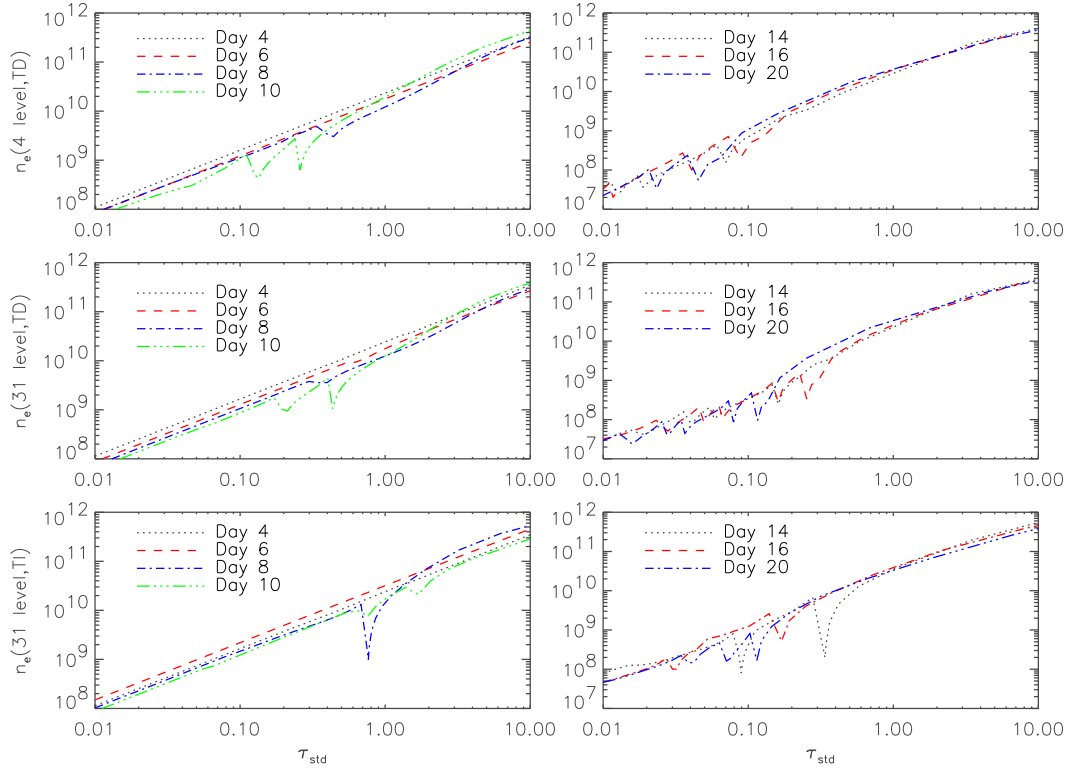 n_e(4 level,TD)
10^12
10^11
10^10
10^9
10^8
Day 4
Day 6
Day 8
Day 10
0.01 0.10 1.00 10.00
10^12
10^11
10^10
10^9
10^8
10^7
Day 14
Day 16
Day 20
0.01 0.10 1.00 10.00
n_e(31 level,TD)
10^12
10^11
10^10
10^9
10^8
Day 4
Day 6
Day 8
Day 10
0.01 0.10 1.00 10.00
10^12
10^11
10^10
10^9
10^8
10^7
Day 14
Day 16
Day 20
0.01 0.10 1.00 10.00
n_e(31 level,TI)
10^12
10^11
10^10
10^9
10^8
Day 4
Day 6
Day 8
Day 10
0.01 0.10 1.00 10.00
τ_std
10^12
10^11
10^10
10^9
10^8
10^7
Day 14
Day 16
Day 20
0.01 0.10 1.00 10.00
τ_std